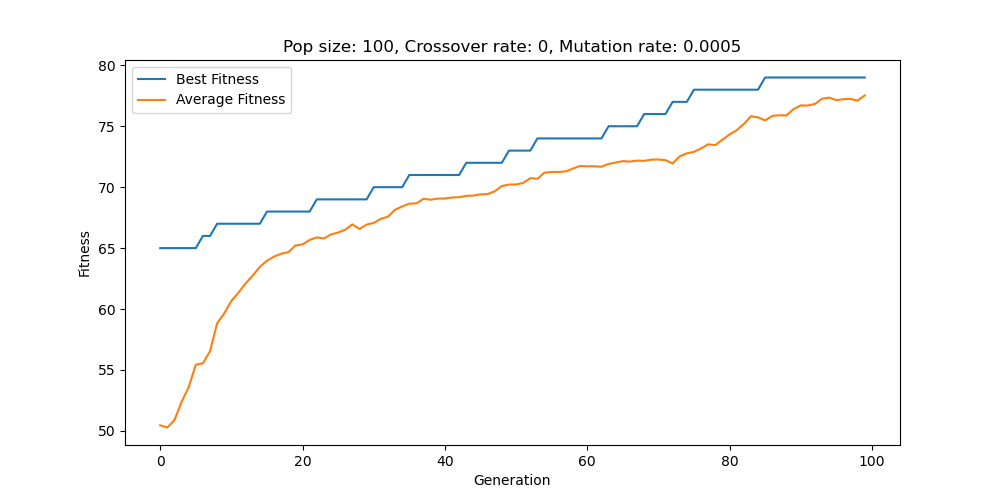 Pop size: 100, Crossover rate: 0, Mutation rate: 0.0005
80
Best Fitness
Average Fitness
75
70
65
60
55
50
Fitness
0 20 40 60 80 100
Generation